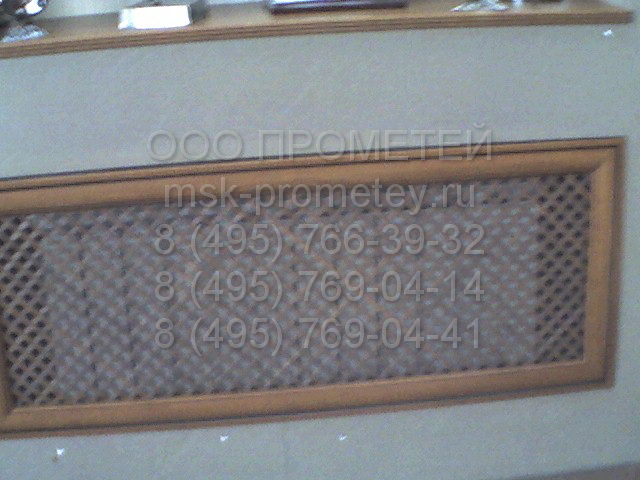 ООО ПРОМЕТЕЙ
msk-prometey.ru
8 (495) 766-39-32
8 (495) 769-04-14
8 (495) 769-04-41